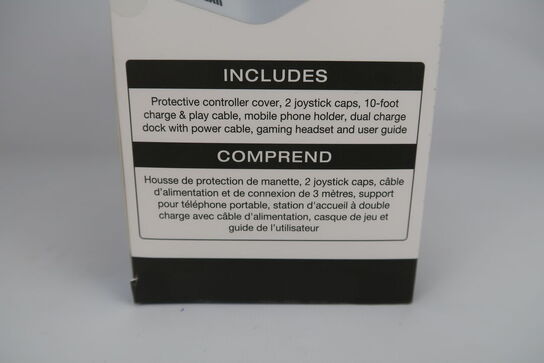 INCLUDES
Protective controller cover, 2 joystick caps, 10-foot
charge & play cable, mobile phone holder, dual charge
dock with power cable, gaming headset and user guide
COMPREND
Housse de protection de manette, 2 joystick caps, câble
d'alimentation et de connexion de 3 mètres, support
pour téléphone portable, station d'accueil à double
charge avec câble d'alimentation, casque de jeu et
guide de l'utilisateur